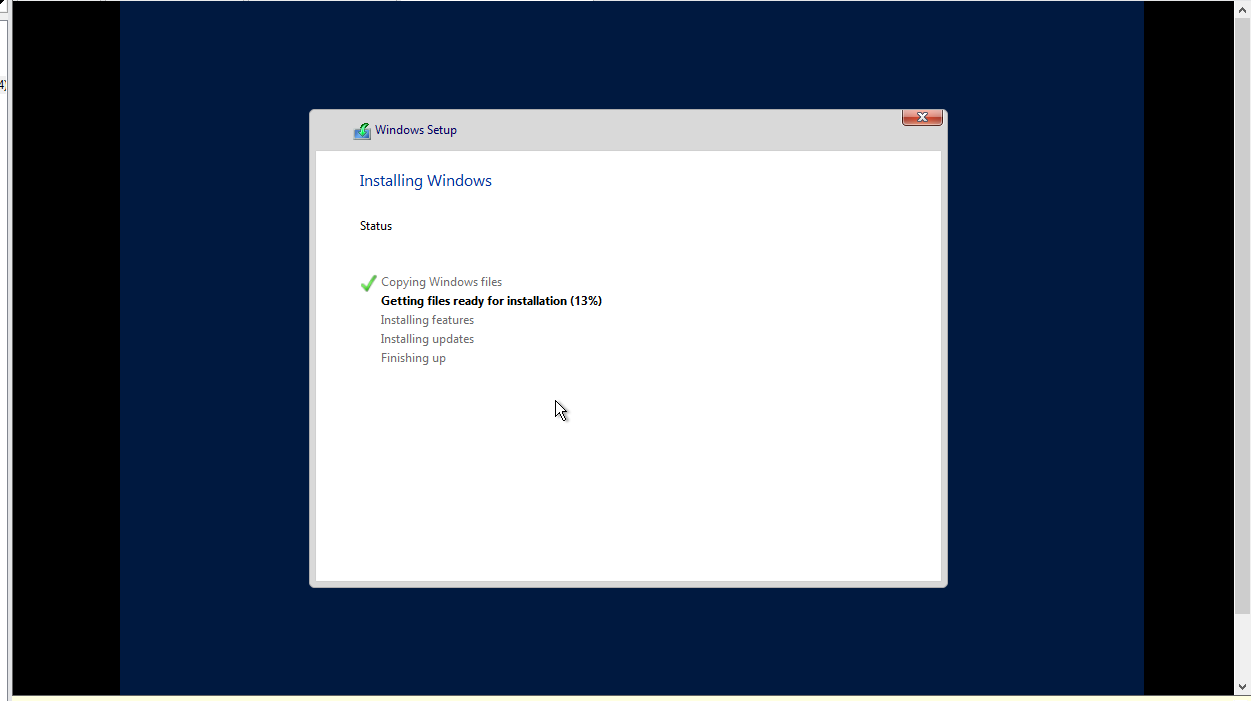 Windows Setup
Installing Windows
Status
Copying Windows files
Getting files ready for installation (13%)
Installing features
Installing updates
Finishing up